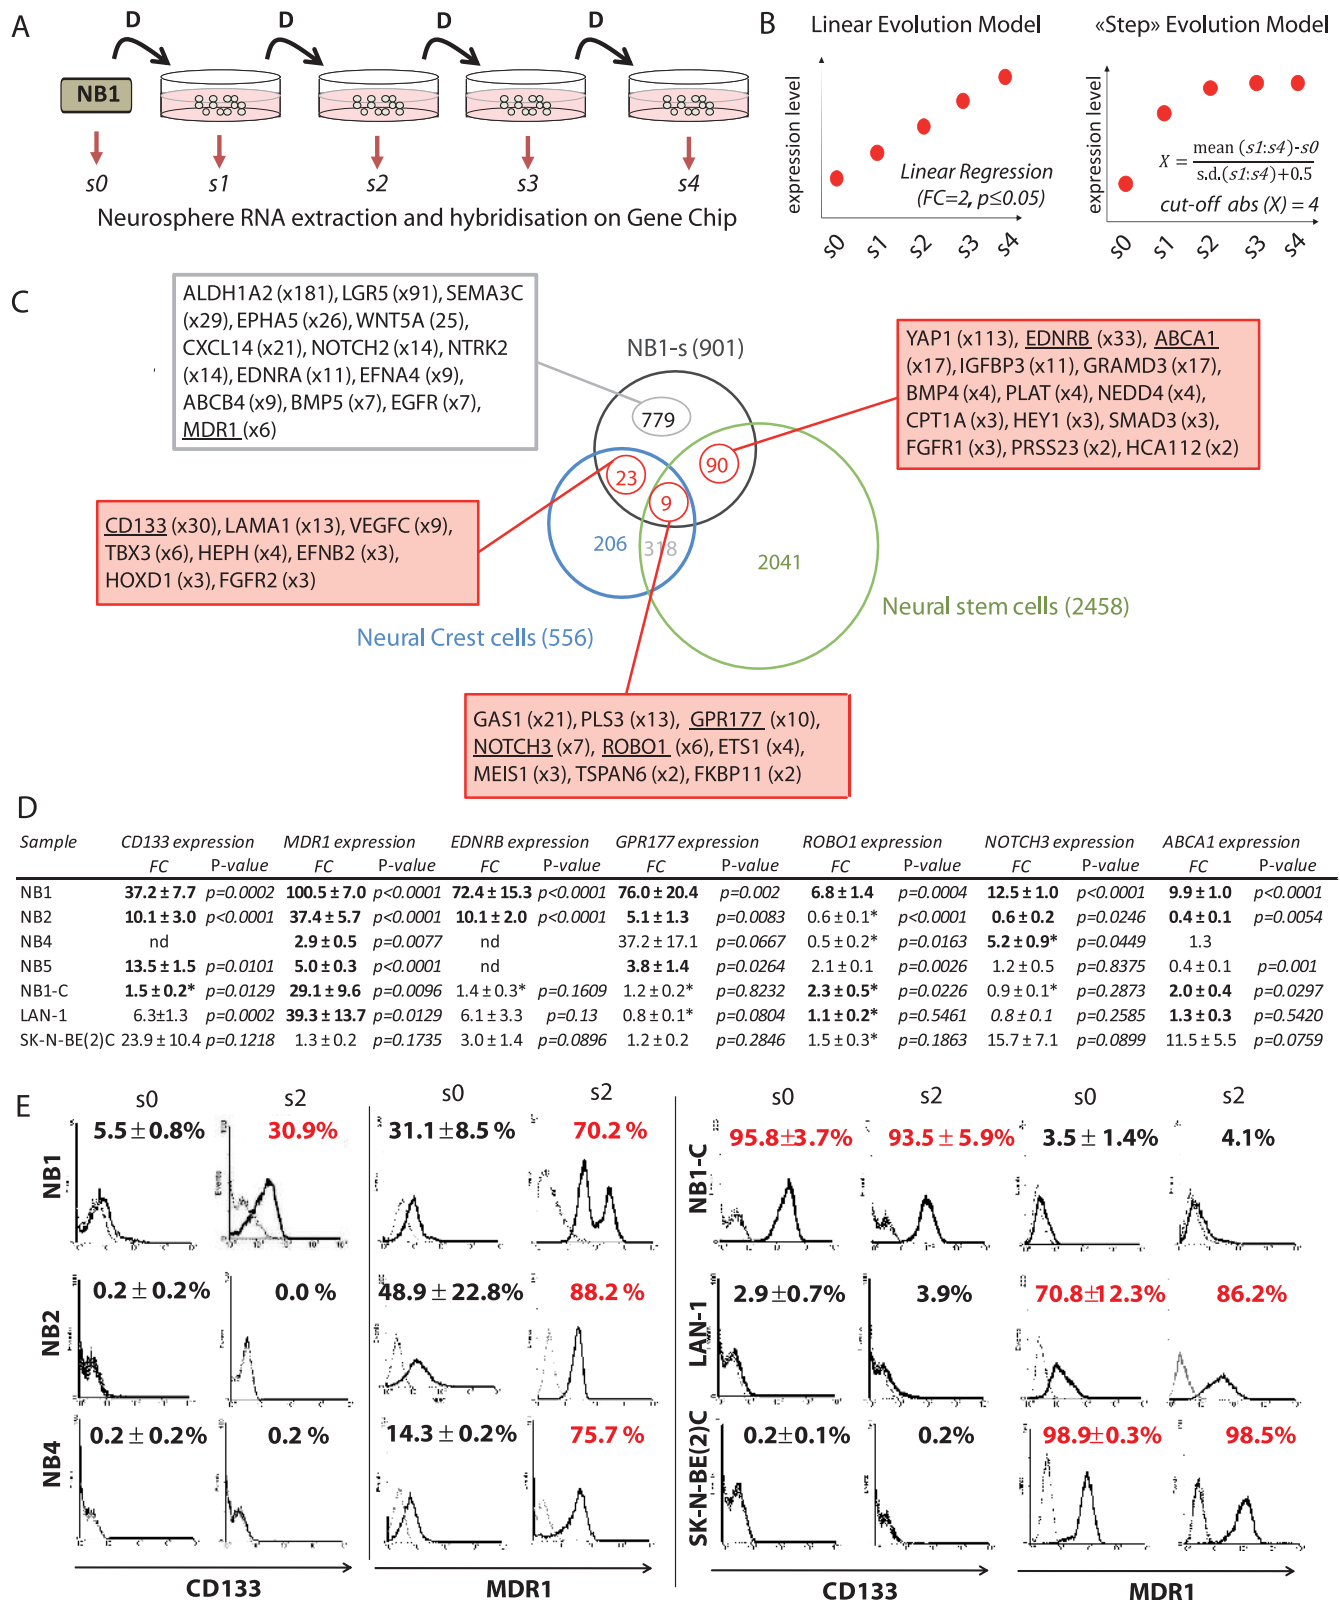 A
D D D D
NB1
s0 s1 s2 s3 s4
Neurosphere RNA extraction and hybridisation on Gene Chip
B
Linear Evolution Model
expression level
Linear Regression
(FC=2, p≤0.05)
s0 s1 s2 s3 s4
«Step» Evolution Model
expression level
X = mean (s1:s4)-s0 / s.d.(s1:s4)+0.5
cut-off abs (X) = 4
s0 s1 s2 s3 s4
C
ALDH1A2 (x181), LGR5 (x91), SEMA3C
(x29), EPHA5 (x26), WNT5A (25),
CXCL14 (x21), NOTCH2 (x14), NTRK2
(x14), EDNRA (x11), EFNA4 (x9),
ABCB4 (x9), BMP5 (x7), EGFR (x7),
MDR1 (x6)
NB1-s (901)
YAP1 (x113), EDNRB (x33), ABCA1
(x17), IGFBP3 (x11), GRAMD3 (x17),
BMP4 (x4), PLAT (x4), NEDD4 (x4),
CPT1A (x3), HEY1 (x3), SMAD3 (x3),
FGFR1 (x3), PRSS23 (x2), HCA112 (x2)
779
23
90
9
206
318
2041
CD133 (x30), LAMA1 (x13), VEGFC (x9),
TBX3 (x6), HEPH (x4), EFNB2 (x3),
HOXD1 (x3), FGFR2 (x3)
Neural Crest cells (556)
Neural stem cells (2458)
GAS1 (x21), PLS3 (x13), GPR177 (x10),
NOTCH3 (x7), ROBO1 (x6), ETS1 (x4),
MEIS1 (x3), TSPAN6 (x2), FKBP11 (x2)
D
Sample CD133 expression MDR1 expression EDNRB expression GPR177 expression ROBO1 expression NOTCH3 expression ABCA1 expression
FC P-value FC P-value FC P-value FC P-value FC P-value FC P-value FC P-value
NB1 37.2 ± 7.7 p=0.0002 100.5 ± 7.0 p<0.0001 72.4 ± 15.3 p<0.0001 76.0 ± 20.4 p=0.002 6.8 ± 1.4 p=0.0004 12.5 ± 1.0 p<0.0001 9.9 ± 1.0 p<0.0001
NB2 10.1 ± 3.0 p<0.0001 37.4 ± 5.7 p<0.0001 10.1 ± 2.0 p<0.0001 5.1 ± 1.3 p=0.0083 0.6 ± 0.1* p<0.0001 0.6 ± 0.2 p=0.0246 0.4 ± 0.1 p=0.0054
NB4 nd 2.9 ± 0.5 p=0.0077 nd 37.2 ± 17.1 p=0.0667 0.5 ± 0.2* p=0.0163 5.2 ± 0.9* p=0.0449 1.3
NB5 13.5 ± 1.5 p=0.0101 5.0 ± 0.3 p<0.0001 nd 3.8 ± 1.4 p=0.0264 2.1 ± 0.1 p=0.0026 1.2 ± 0.5 p=0.8375 0.4 ± 0.1 p=0.001
NB1-C 1.5 ± 0.2* p=0.0129 29.1 ± 9.6 p=0.0096 1.4 ± 0.3* p=0.1609 1.2 ± 0.2* p=0.8232 2.3 ± 0.5* p=0.0226 0.9 ± 0.1* p=0.2873 2.0 ± 0.4 p=0.0297
LAN-1 6.3±1.3 p=0.0002 39.3 ± 13.7 p=0.0129 6.1 ± 3.3 p=0.13 0.8 ± 0.1* p=0.0804 1.1 ± 0.2* p=0.5461 0.8 ± 0.1 p=0.2585 1.3 ± 0.3 p=0.5420
SK-N-BE(2)C 23.9 ± 10.4 p=0.1218 1.3 ± 0.2 p=0.1735 3.0 ± 1.4 p=0.0896 1.2 ± 0.2 p=0.2846 1.5 ± 0.3* p=0.1863 15.7 ± 7.1 p=0.0899 11.5 ± 5.5 p=0.0759
E
s0 s2 s0 s2 s0 s2 s0 s2
NB1 5.5 ± 0.8% 30.9% 31.1 ±8.5 % 70.2 %
NB1-C 95.8±3.7% 93.5 ± 5.9% 3.5 ± 1.4% 4.1%
NB2 0.2 ± 0.2% 0.0 % 48.9 ± 22.8% 88.2 %
LAN-1 2.9 ±0.7% 3.9% 70.8±12.3% 86.2%
NB4 0.2 ± 0.2% 0.2 % 14.3 ± 0.2% 75.7 %
SK-N-BE(2)C 0.2±0.1% 0.2% 98.9±0.3% 98.5%
CD133 MDR1 CD133 MDR1